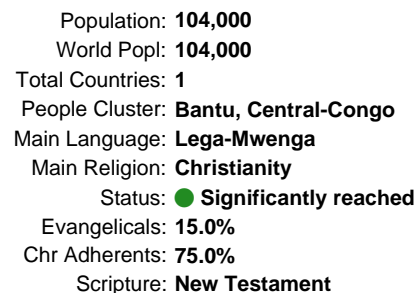 Population: 104,000
World Popl: 104,000
Total Countries: 1
People Cluster: Bantu, Central-Congo
Main Language: Lega-Mwenga
Main Religion: Christianity
Status: Significantly reached
Evangelicals: 15.0%
Chr Adherents: 75.0%
Scripture: New Testament